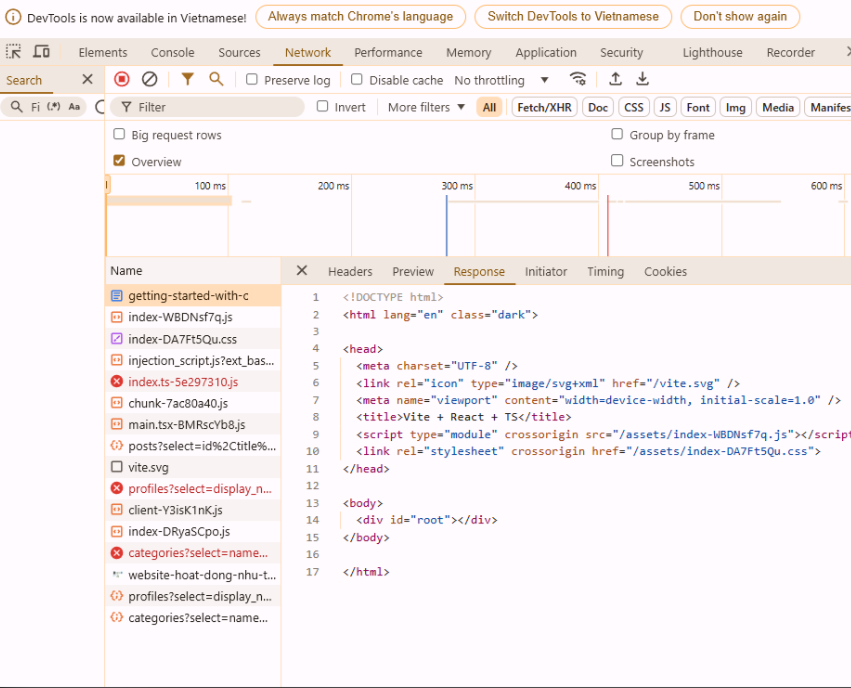 DevTools is now available in Vietnamese! Always match Chrome's language Switch DevTools to Vietnamese Don't show again
Elements Console Sources Network Performance Memory Application Security Lighthouse Recorder
Search
Preserve log Disable cache No throttling
Fi (.*) Aa
Filter Invert More filters All Fetch/XHR Doc CSS JS Font Img Media Manifes
Big request rows Group by frame
Overview Screenshots
100 ms 200 ms 300 ms 400 ms 500 ms 600 ms
Name
getting-started-with-c
index-WBDNsf7q.js
index-DA7Ft5Qu.css
injection_script.js?ext_bas...
index.ts-5e297310.js
chunk-7ac80a40.js
main.tsx-BMRscYb8.js
posts?select=id%2Ctitle%...
vite.svg
profiles?select=display_n...
client-Y3isK1nK.js
index-DRyaSCpo.js
categories?select=name...
website-hoat-dong-nhu-t...
profiles?select=display_n...
categories?select=name...
Headers Preview Response Initiator Timing Cookies
1 <!DOCTYPE html>
2 <html lang="en" class="dark">
3
4 <head>
5 <meta charset="UTF-8" />
6 <link rel="icon" type="image/svg+xml" href="/vite.svg" />
7 <meta name="viewport" content="width=device-width, initial-scale=1.0" />
8 <title>Vite + React + TS</title>
9 <script type="module" crossorigin src="/assets/index-WBDNsf7q.js"></script
10 <link rel="stylesheet" crossorigin href="/assets/index-DA7Ft5Qu.css">
11 </head>
12
13 <body>
14 <div id="root"></div>
15 </body>
16
17 </html>